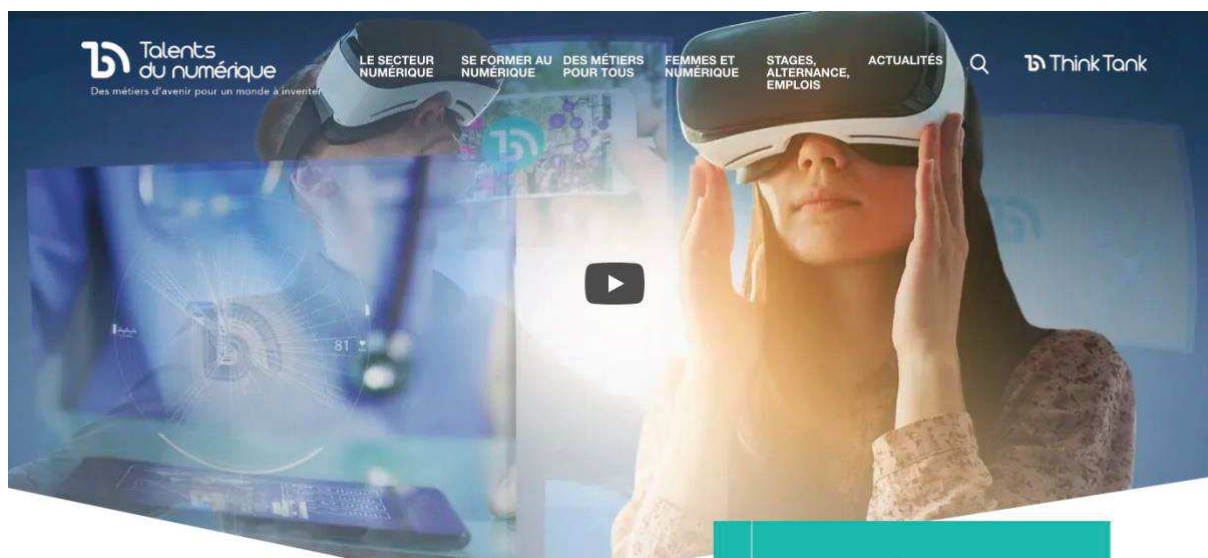 Talents
du numérique
Des métiers d'avenir pour un monde à inventer
LE SECTEUR
NUMÉRIQUE
SE FORMER AU
NUMÉRIQUE
DES MÉTIERS
POUR TOUS
FEMMES ET
NUMÉRIQUE
STAGES,
ALTERNANCE,
EMPLOIS
ACTUALITÉS
Think Tank
81